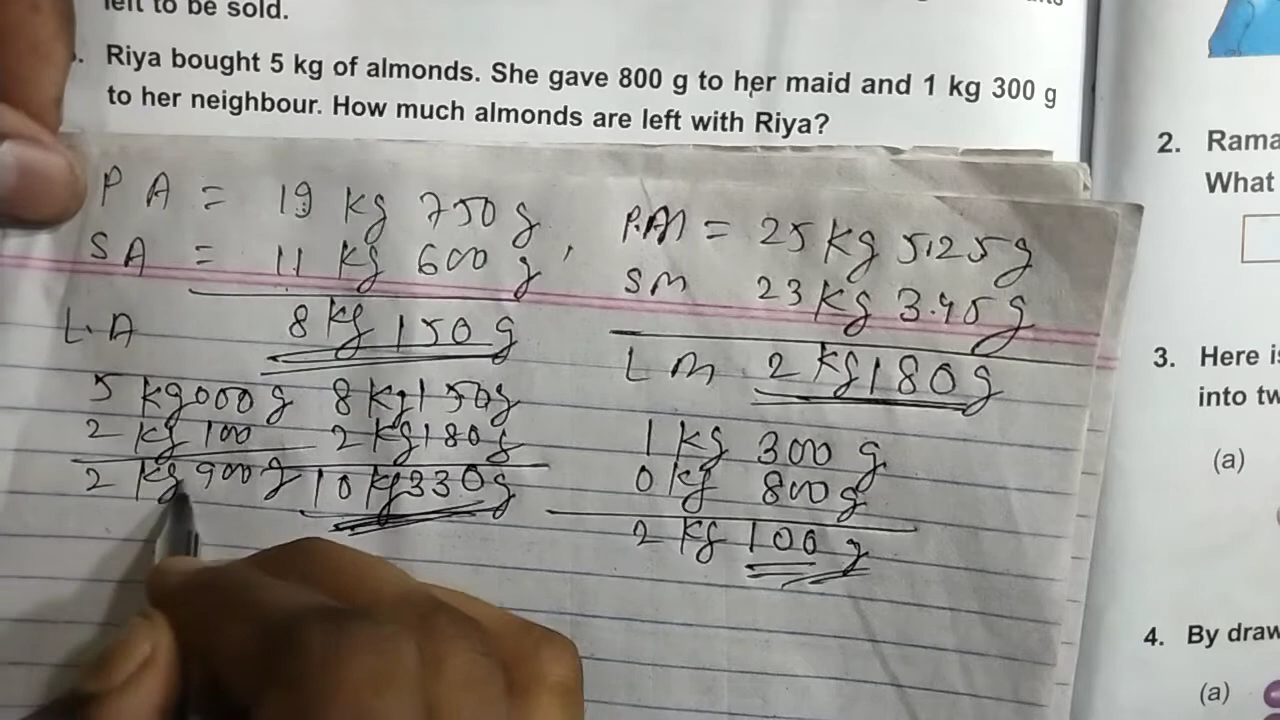 left to be sold.
Riya bought 5 kg of almonds. She gave 800 g to her maid and 1 kg 300 g
to her neighbour. How much almonds are left with Riya?
P A = 19 kg 750 g,
S A = 11 kg 600 g
L.A 8 kg 150 g
P.M = 25 kg 525 g
SM 23 kg 345 g
L M 2 kg 180 g
5 kg 000 g
2 kg 100
2 kg 900 g
8 kg 150 g
2 kg 180 g
10 kg 330 g
1 kg 300 g
0 kg 800 g
2 kg 100 g
2. Rama
What
3. Here is
into tw
(a)
4. By draw
(a)